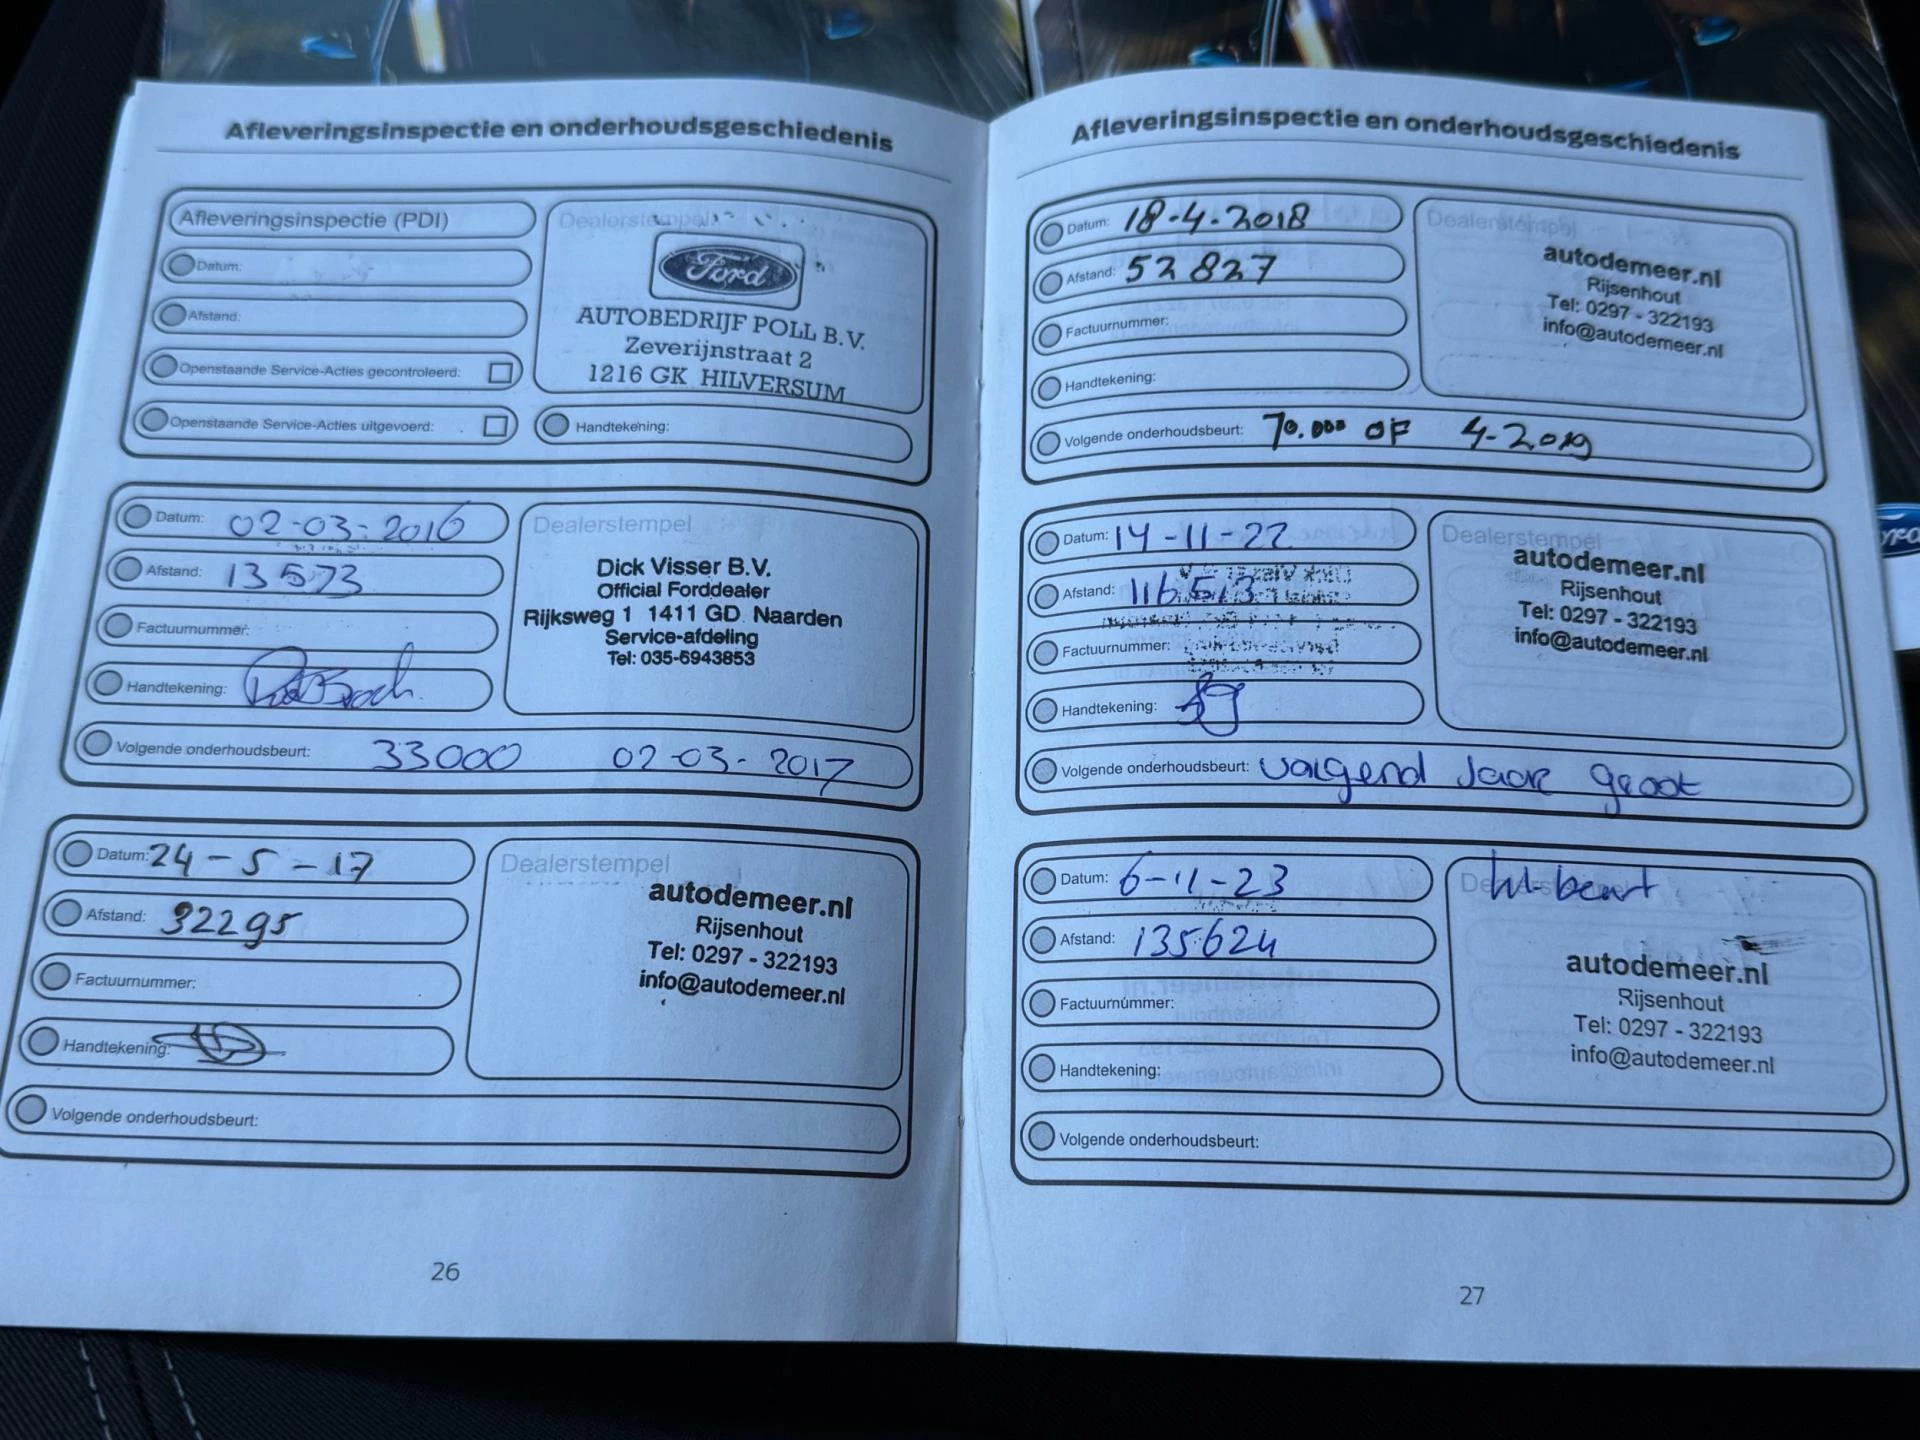 Afleveringsinspectie en onderhoudsgeschiedenis
Afleveringsinspectie (PDI)
Datum:
Afstand:
Openstaande Service-Acties gecontroleerd:
Openstaande Service-Acties uitgevoerd:
Dealerstempel
Ford
AUTOBEDRIJF POLL B.V.
Zeverijnstraat 2
1216 GK HILVERSUM
Handtekening:
Datum: 02-03-2016
Afstand: 13573
Factuurnummer:
Handtekening:
Dealerstempel
Dick Visser B.V.
Official Forddealer
Rijksweg 1 1411 GD Naarden
Service-afdeling
Tel: 035-6943853
Volgende onderhoudsbeurt: 33000 02-03-2017
Datum: 24-5-17
Afstand: 32295
Factuurnummer:
Handtekening:
Dealerstempel
autodemeer.nl
Rijsenhout
Tel: 0297 - 322193
info@autodemeer.nl
Volgende onderhoudsbeurt:
26
Afleveringsinspectie en onderhoudsgeschiedenis
Datum: 18-4-2018
Afstand: 52827
Factuurnummer:
Handtekening:
Dealerstempel
autodemeer.nl
Rijsenhout
Tel: 0297 - 322193
info@autodemeer.nl
Volgende onderhoudsbeurt: 70.000 OF 4-2019
Datum: 14-11-22
Afstand: 116513
Factuurnummer:
Handtekening:
Dealerstempel
autodemeer.nl
Rijsenhout
Tel: 0297 - 322193
info@autodemeer.nl
Volgende onderhoudsbeurt: volgend Jaar groot
Datum: 6-11-23
Afstand: 135624
Factuurnummer:
Handtekening:
beurt
autodemeer.nl
Rijsenhout
Tel: 0297 - 322193
info@autodemeer.nl
Volgende onderhoudsbeurt:
27